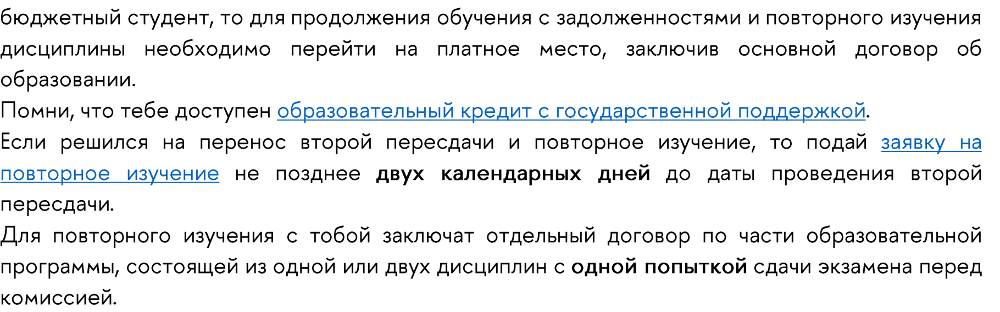 бюджетный студент, то для продолжения обучения с задолженностями и повторного изучения
дисциплины необходимо перейти на платное место, заключив основной договор об
образовании.
Помни, что тебе доступен образовательный кредит с государственной поддержкой.
Если решился на перенос второй пересдачи и повторное изучение, то подай заявку на
повторное изучение не позднее двух календарных дней до даты проведения второй
пересдачи.
Для повторного изучения с тобой заключат отдельный договор по части образовательной
программы, состоящей из одной или двух дисциплин с одной попыткой сдачи экзамена перед
комиссией.